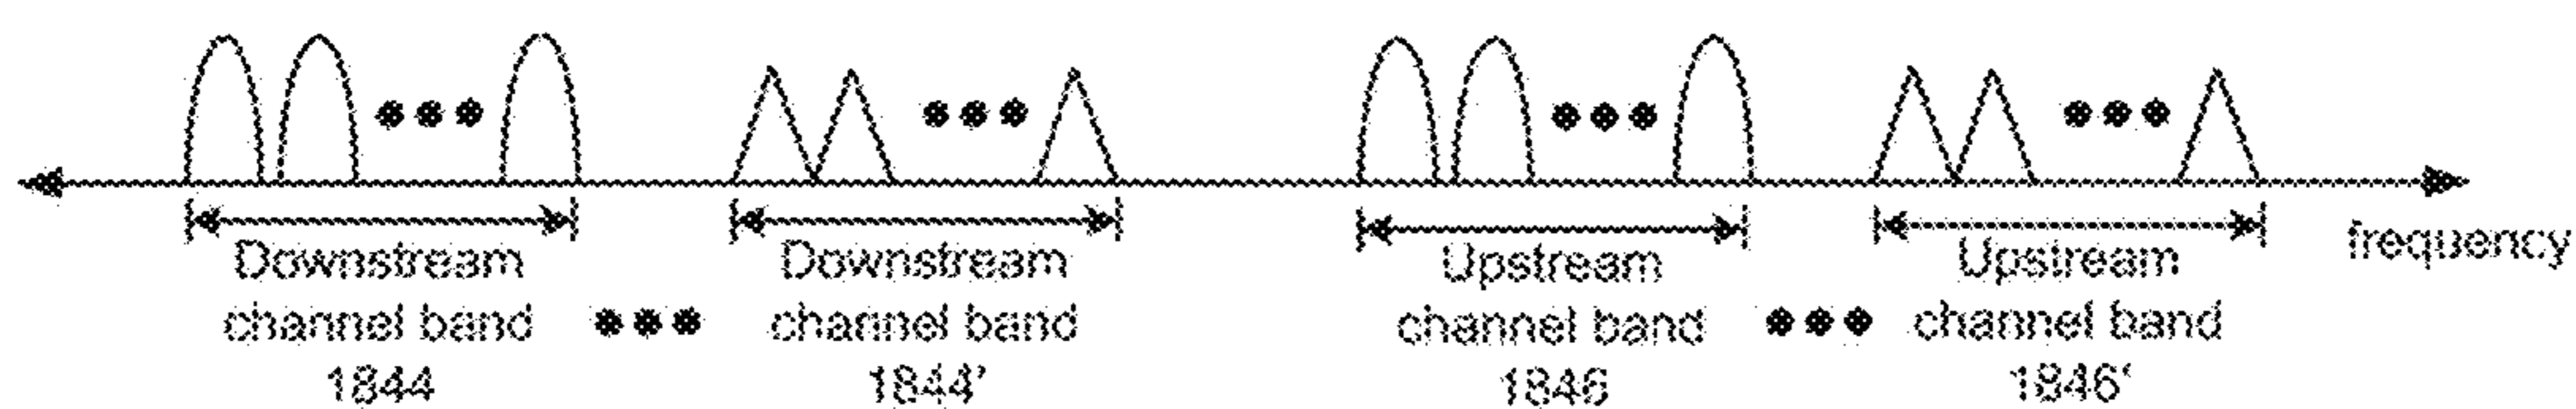 frequency
Downstream
channel band
1844
Downstream
channel band
1844'
Upstream
channel band
1846
Upstream
channel band
1846'